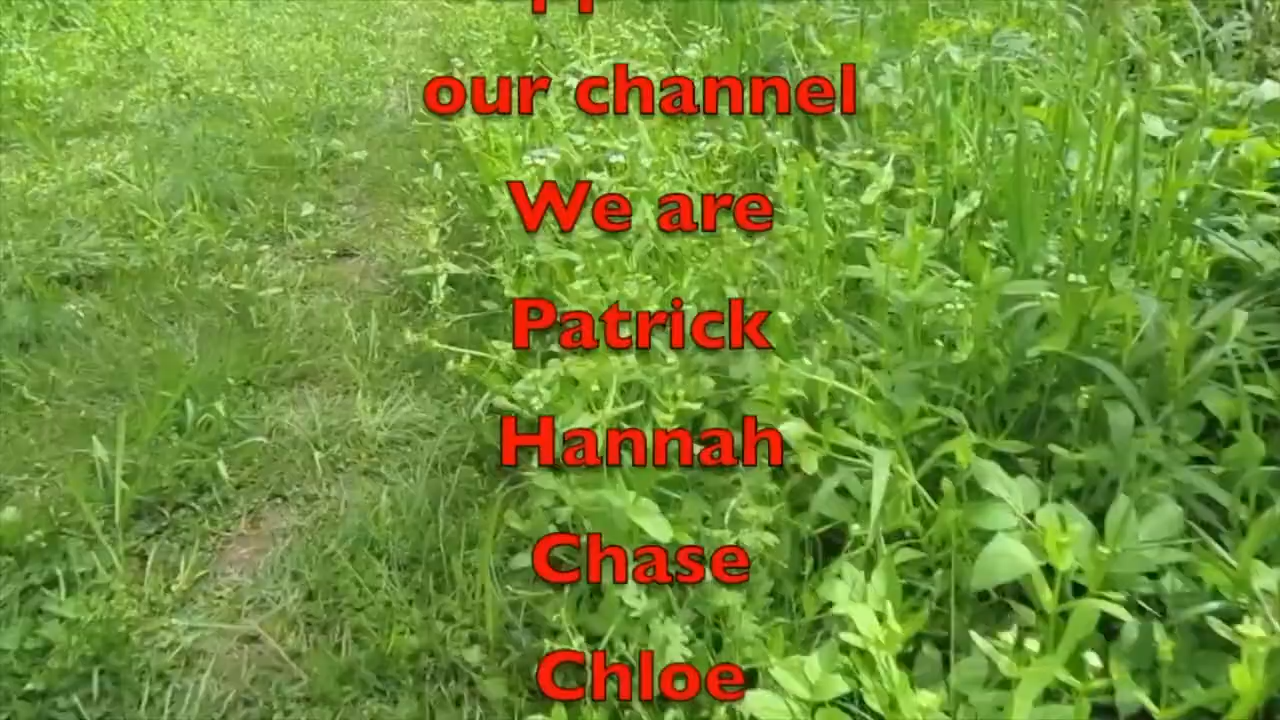 our channel
We are
Patrick
Hannah
Chase
Chloe